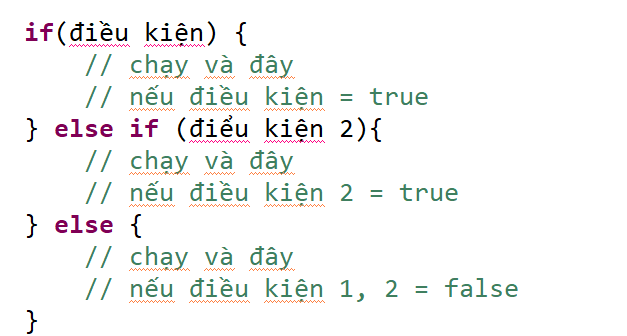 if(điều kiện) {
// chạy và đây
// nếu điều kiện = true
} else if (điểu kiện 2){
// chạy và đây
// nếu điều kiện 2 = true
} else {
// chạy và đây
// nếu điều kiện 1, 2 = false
}